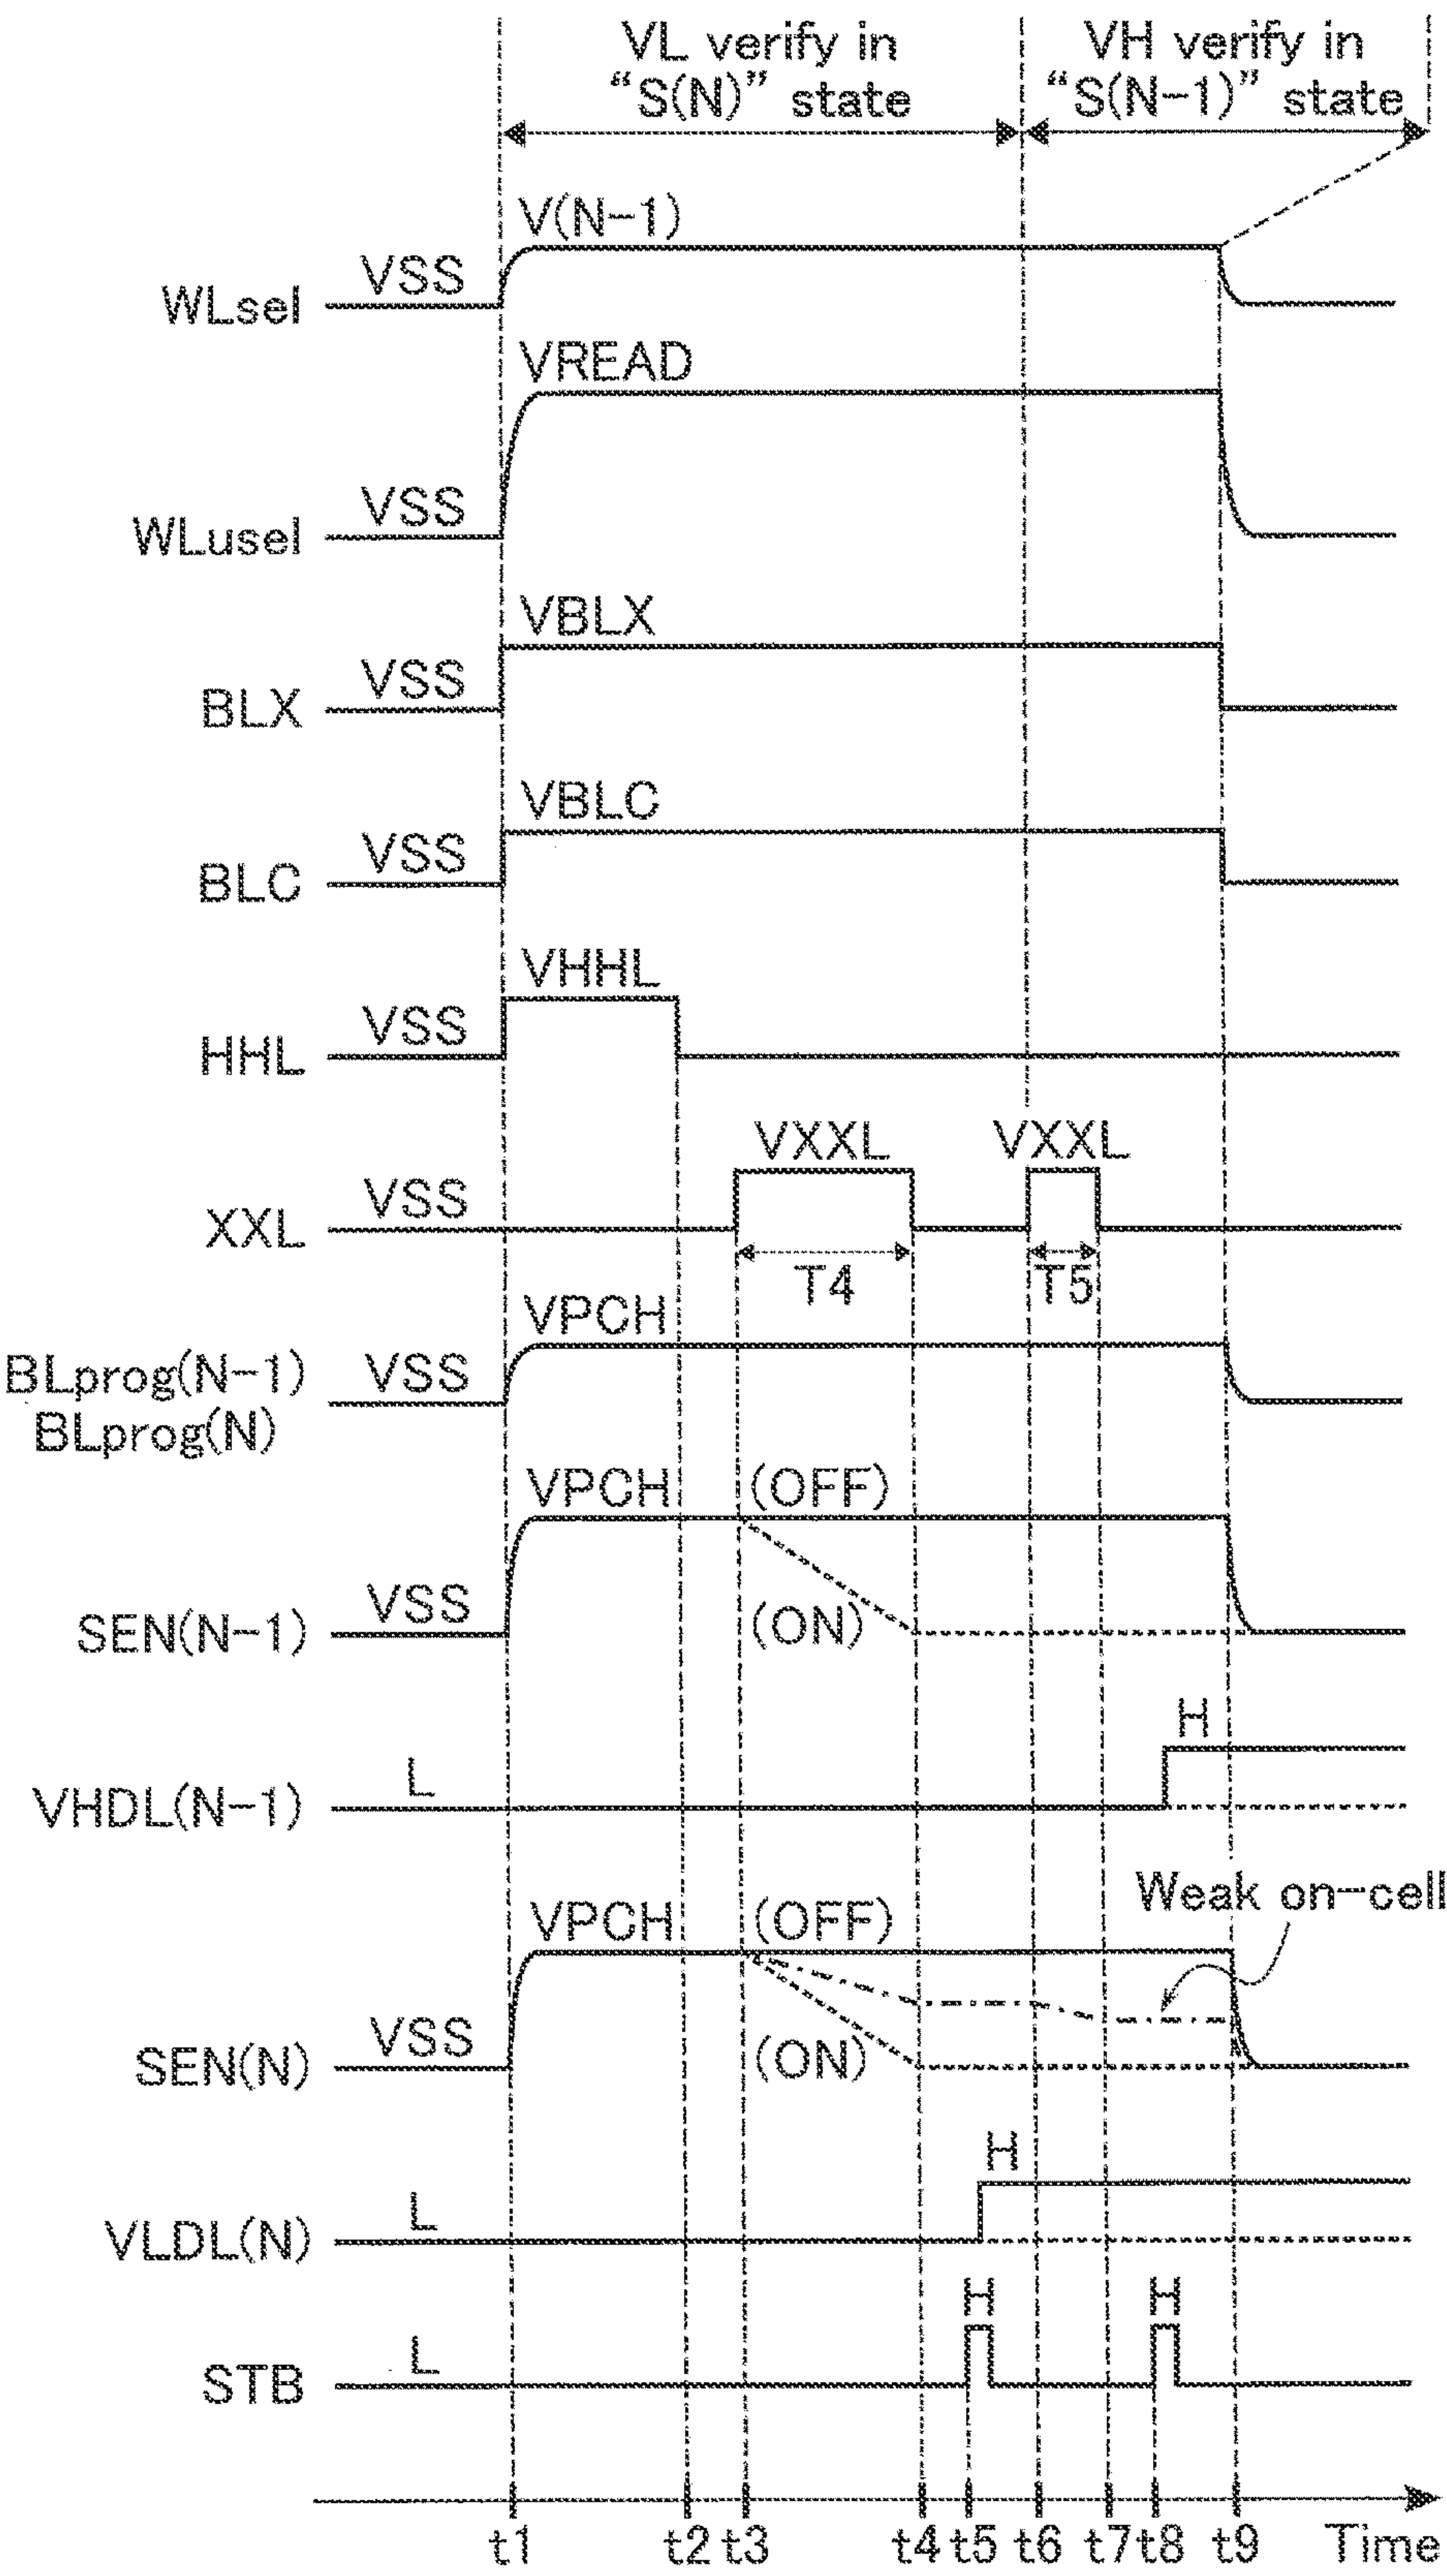 VL verify in
“S(N)” state
VH verify in
“S(N-1)” state
V(N-1)
VSS
WLsel
VREAD
VSS
WLusel
VBLX
VSS
BLX
VBLC
VSS
BLC
VHHL
VSS
HHL
VXXL
VXXL
VSS
XXL
T4
T5
VPCH
BLprog(N-1)
VSS
BLprog(N)
VPCH
(OFF)
VSS
SEN(N-1)
(ON)
H
L
VHDL(N-1)
Weak on-cell
VPCH
(OFF)
VSS
SEN(N)
(ON)
H
L
VLDL(N)
H
H
L
STB
t1
t2
t3
t4
t5
t6
t7
t8
t9
Time